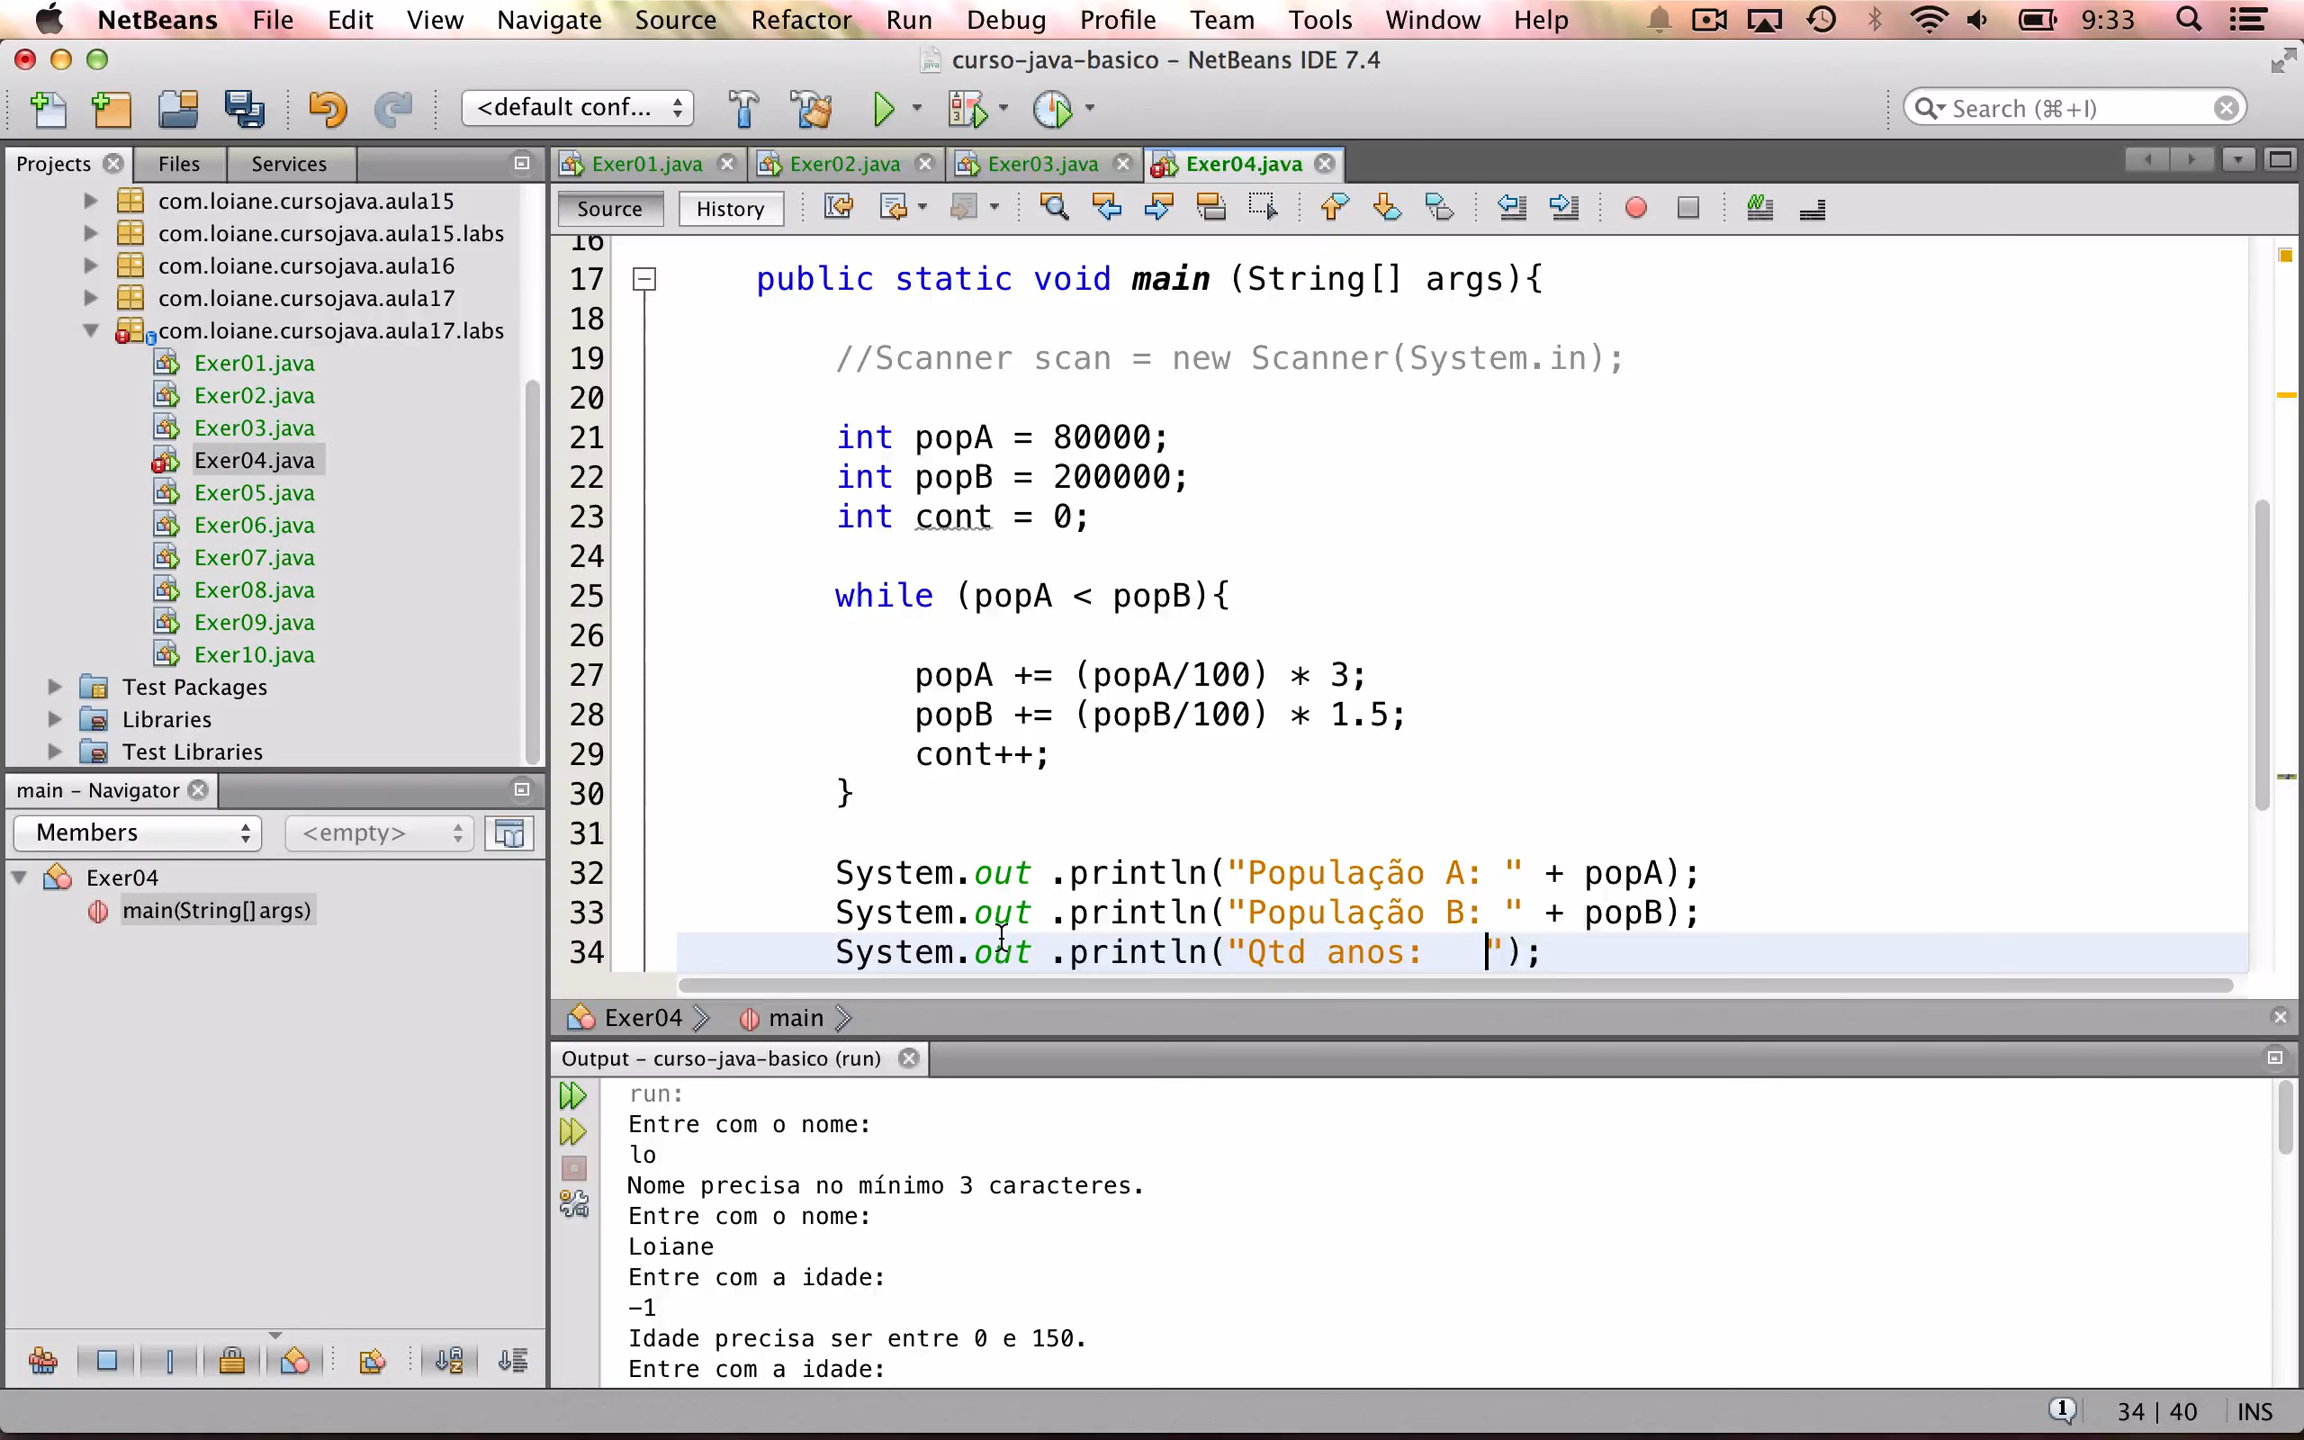 NetBeans File Edit View Navigate Source Refactor Run Debug Profile Team Tools Window Help 9:33
curso-java-basico – NetBeans IDE 7.4
<default conf... Search (⌘+I)
Projects Files Services
com.loiane.cursojava.aula15
com.loiane.cursojava.aula15.labs
com.loiane.cursojava.aula16
com.loiane.cursojava.aula17
com.loiane.cursojava.aula17.labs
Exer01.java
Exer02.java
Exer03.java
Exer04.java
Exer05.java
Exer06.java
Exer07.java
Exer08.java
Exer09.java
Exer10.java
Test Packages
Libraries
Test Libraries
main – Navigator
Members <empty>
Exer04
main(String[] args)
Exer01.java Exer02.java Exer03.java Exer04.java
Source History
16
17 public static void main (String[] args){
18
19 //Scanner scan = new Scanner(System.in);
20
21 int popA = 80000;
22 int popB = 200000;
23 int cont = 0;
24
25 while (popA < popB){
26
27 popA += (popA/100) * 3;
28 popB += (popB/100) * 1.5;
29 cont++;
30 }
31
32 System.out .println("População A: " + popA);
33 System.out .println("População B: " + popB);
34 System.out .println("Qtd anos:   ");
Exer04 main
Output – curso-java-basico (run)
run:
Entre com o nome:
lo
Nome precisa no mínimo 3 caracteres.
Entre com o nome:
Loiane
Entre com a idade:
–1
Idade precisa ser entre 0 e 150.
Entre com a idade:
1 34 | 40 INS